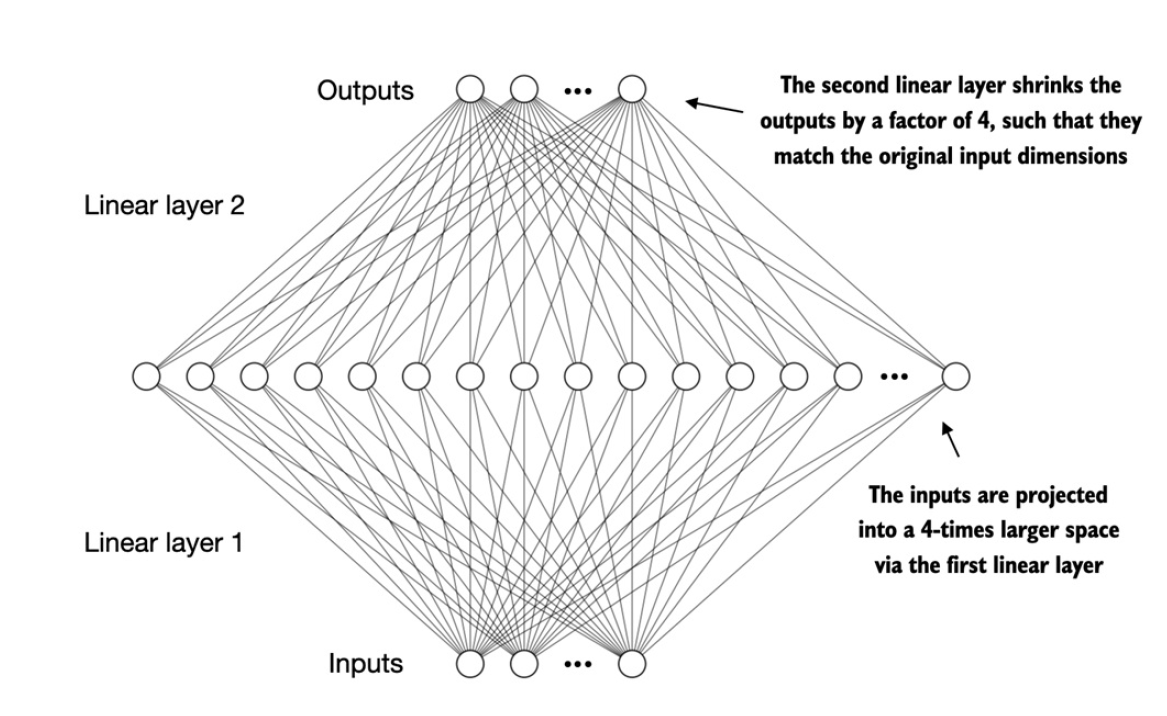 Outputs
The second linear layer shrinks the
outputs by a factor of 4, such that they
match the original input dimensions
Linear layer 2
...
...
The inputs are projected
into a 4-times larger space
via the first linear layer
Linear layer 1
Inputs
...